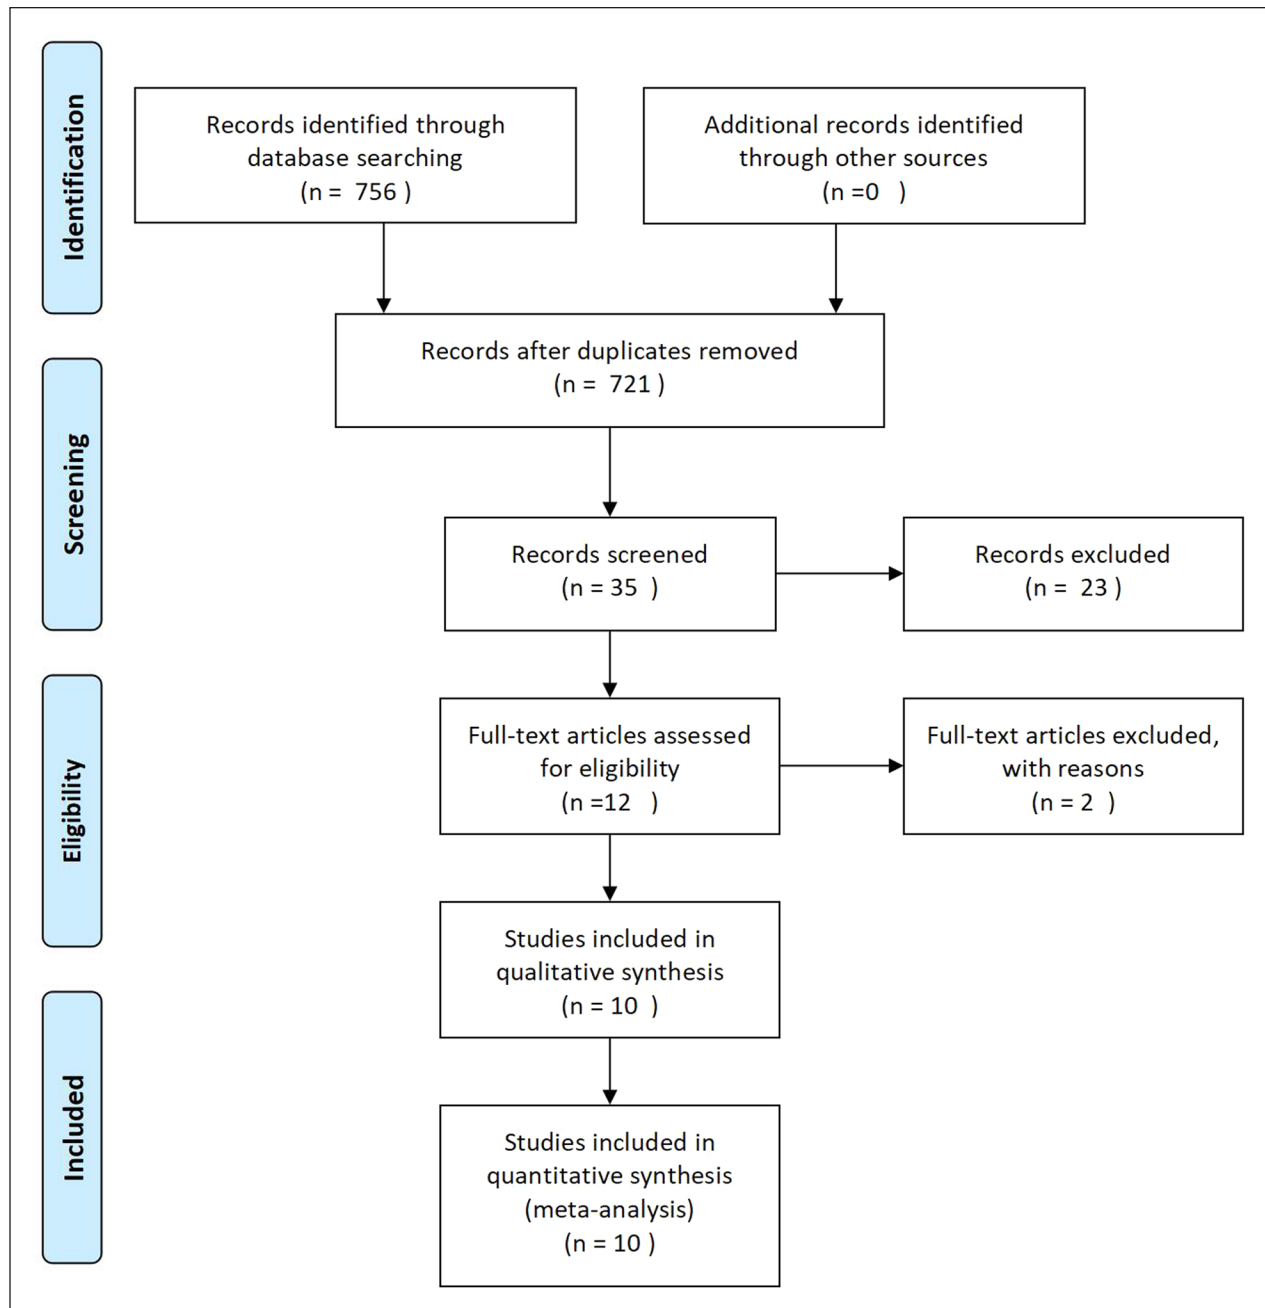 Identification
Records identified through
database searching
(n =  756 )
Additional records identified
through other sources
(n =0   )
Records after duplicates removed
(n =  721 )
Screening
Records screened
(n = 35  )
Records excluded
(n =  23 )
Eligibility
Full-text articles assessed
for eligibility
(n =12   )
Full-text articles excluded,
with reasons
(n = 2  )
Studies included in
qualitative synthesis
(n = 10  )
Included
Studies included in
quantitative synthesis
(meta-analysis)
(n = 10 )